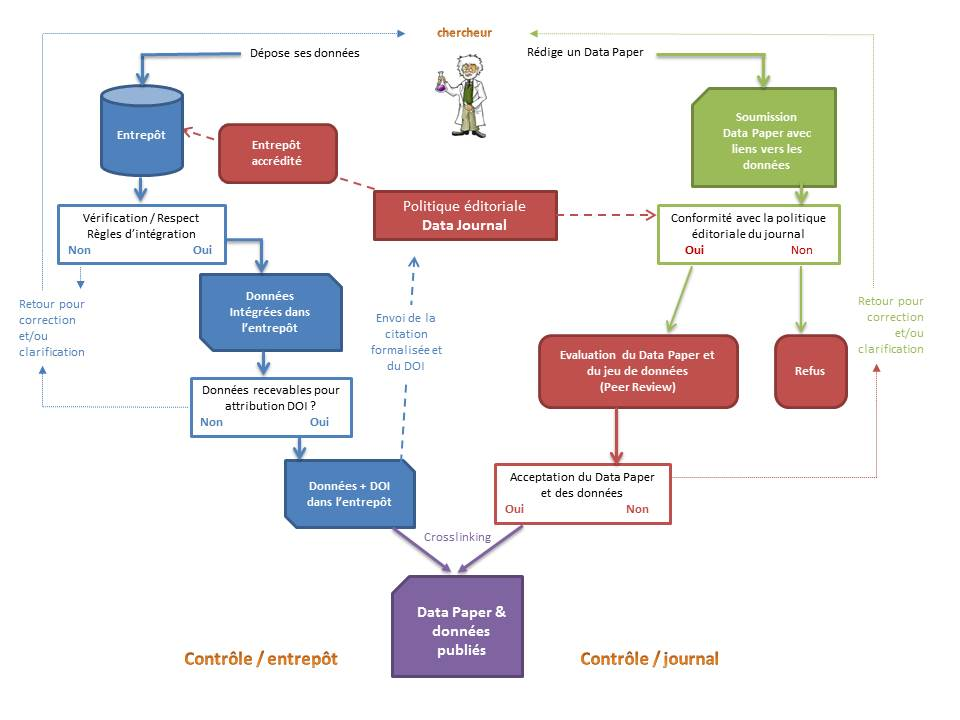 chercheur
Dépose ses données
Rédige un Data Paper
Entrepôt
Entrepôt
accrédité
Soumission
Data Paper avec
liens vers les
données
Politique éditoriale
Data Journal
Vérification / Respect
Règles d’intégration
Non Oui
Conformité avec la politique
éditoriale du journal
Oui Non
Données
Intégrées dans
l’entrepôt
Retour pour
correction
et/ou
clarification
Envoi de la
citation
formalisée et
du DOI
Retour pour
correction
et/ou
clarification
Evaluation du Data Paper et
du jeu de données
(Peer Review)
Refus
Données recevables pour
attribution DOI ?
Non Oui
Données + DOI
dans l’entrepôt
Acceptation du Data Paper
et des données
Oui Non
Crosslinking
Data Paper &
données
publiés
Contrôle / entrepôt
Contrôle / journal